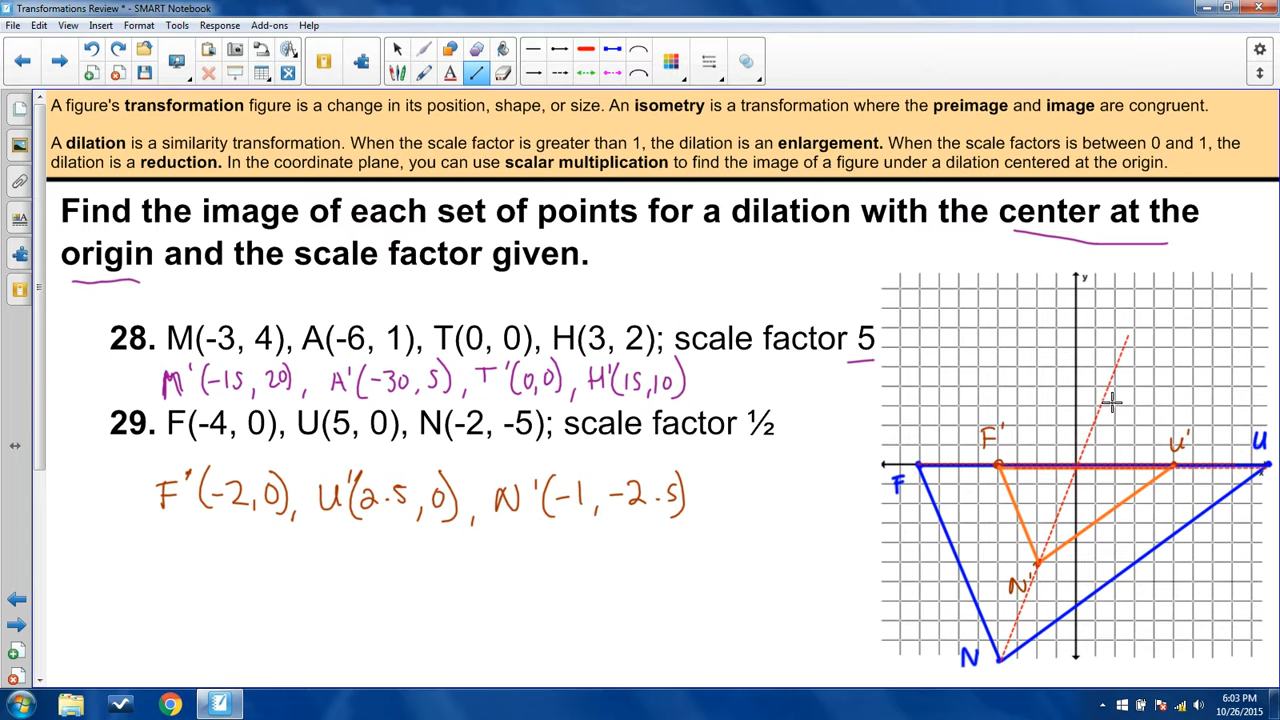 Transformations Review * - SMART Notebook
File Edit View Insert Format Tools Response Add-ons Help
A figure's transformation figure is a change in its position, shape, or size. An isometry is a transformation where the preimage and image are congruent.
A dilation is a similarity transformation. When the scale factor is greater than 1, the dilation is an enlargement. When the scale factors is between 0 and 1, the
dilation is a reduction. In the coordinate plane, you can use scalar multiplication to find the image of a figure under a dilation centered at the origin.
Find the image of each set of points for a dilation with the center at the
origin and the scale factor given.
28. M(-3, 4), A(-6, 1), T(0, 0), H(3, 2); scale factor 5
M'(-15, 20), A'(-30, 5), T'(0,0), H'(15,10)
29. F(-4, 0), U(5, 0), N(-2, -5); scale factor ½
F'(-2,0), U'(2.5,0), N'(-1, -2.5)
y
F' U' U
F
N'
N
6:03 PM
10/26/2015